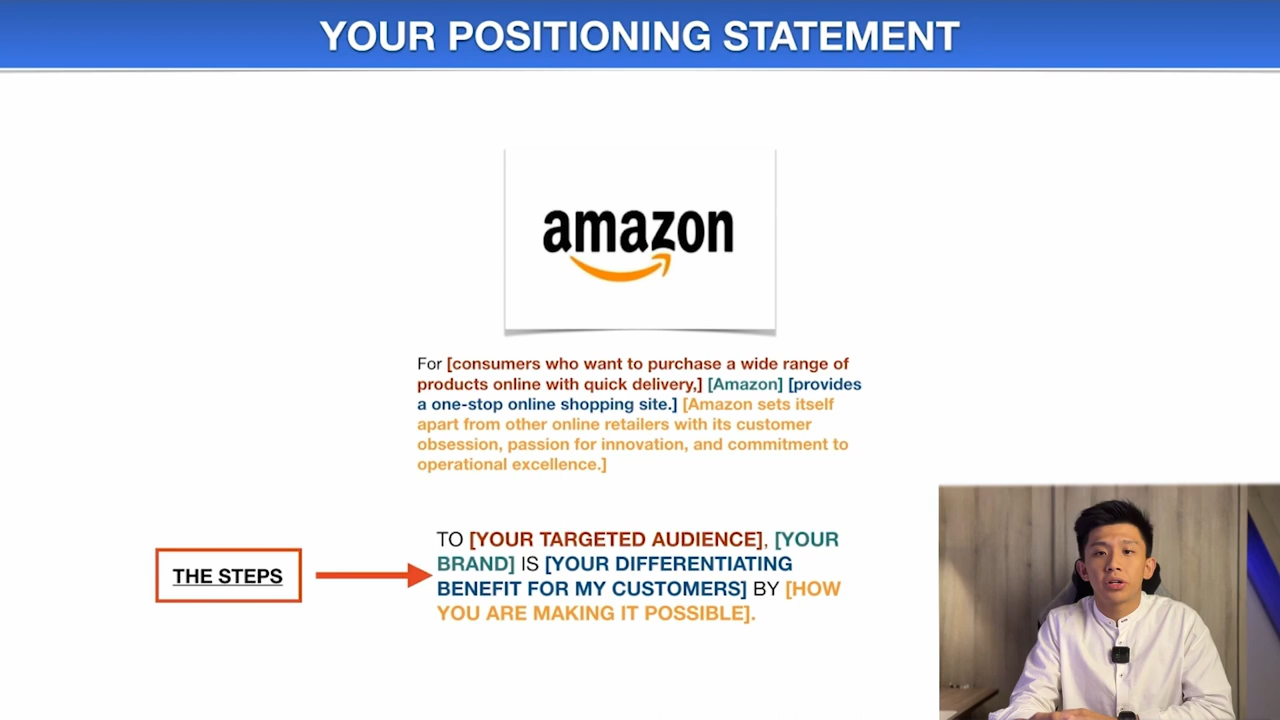 YOUR POSITIONING STATEMENT
amazon
For [consumers who want to purchase a wide range of
products online with quick delivery,] [Amazon] [provides
a one-stop online shopping site.] [Amazon sets itself
apart from other online retailers with its customer
obsession, passion for innovation, and commitment to
operational excellence.]
THE STEPS
TO [YOUR TARGETED AUDIENCE], [YOUR
BRAND] IS [YOUR DIFFERENTIATING
BENEFIT FOR MY CUSTOMERS] BY [HOW
YOU ARE MAKING IT POSSIBLE].